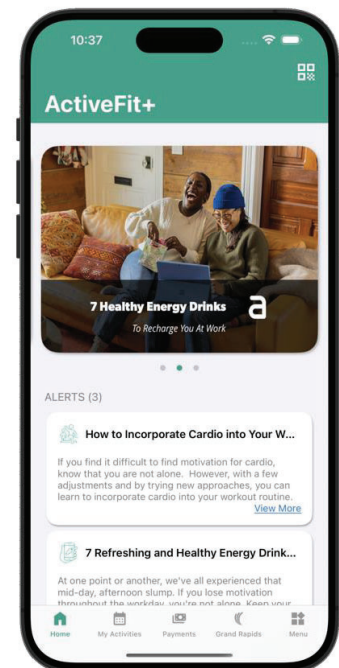 10:37
ActiveFit+
7 Healthy Energy Drinks
a
To Recharge You At Work
ALERTS (3)
How to Incorporate Cardio into Your W...
If you find it difficult to find motivation for cardio,
know that you are not alone. However, with a few
adjustments and by trying new approaches, you can
learn to incorporate cardio into your workout routine.
View More
7 Refreshing and Healthy Energy Drink...
At one point or another, we've all experienced that
mid-day, afternoon slump. If you lose motivation
throughout the workday, you're not alone. Keep your
Home
My Activities
Payments
Grand Rapids
Menu